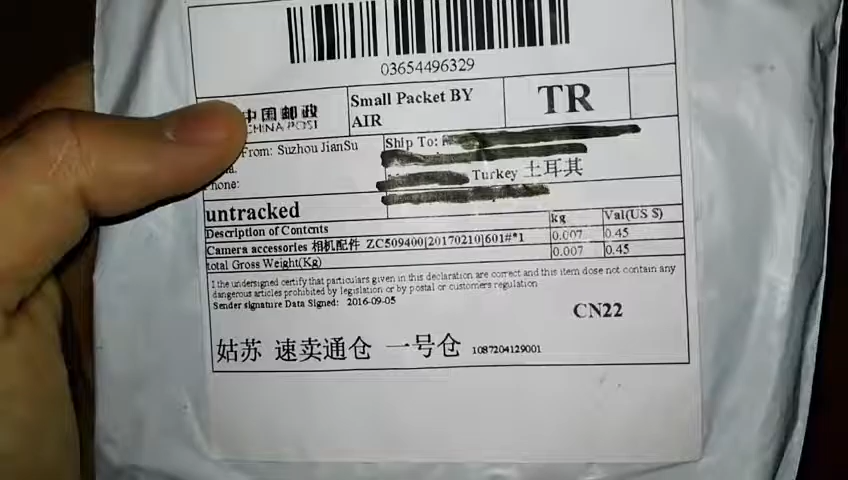 03654496329
中国邮政
CHINA POST
Small Packet BY
AIR
TR
From: Suzhou JianSu
Phone:
Ship To:
Turkey 土耳其
untracked
Description of Contents kg Val(US $)
Camera accessories 相机配件 ZC509400|20170210|601#*1 0.007 0.45
total Gross Weight(Kg) 0.007 0.45
I the undersigned certify that particulars given in this declaration are correct and this item dose not contain any
dangerous articles prohibited by legislation or by postal or customers regulation
Sender signature Data Signed: 2016-09-05
CN22
姑苏 速卖通仓 一号仓 1087204129001